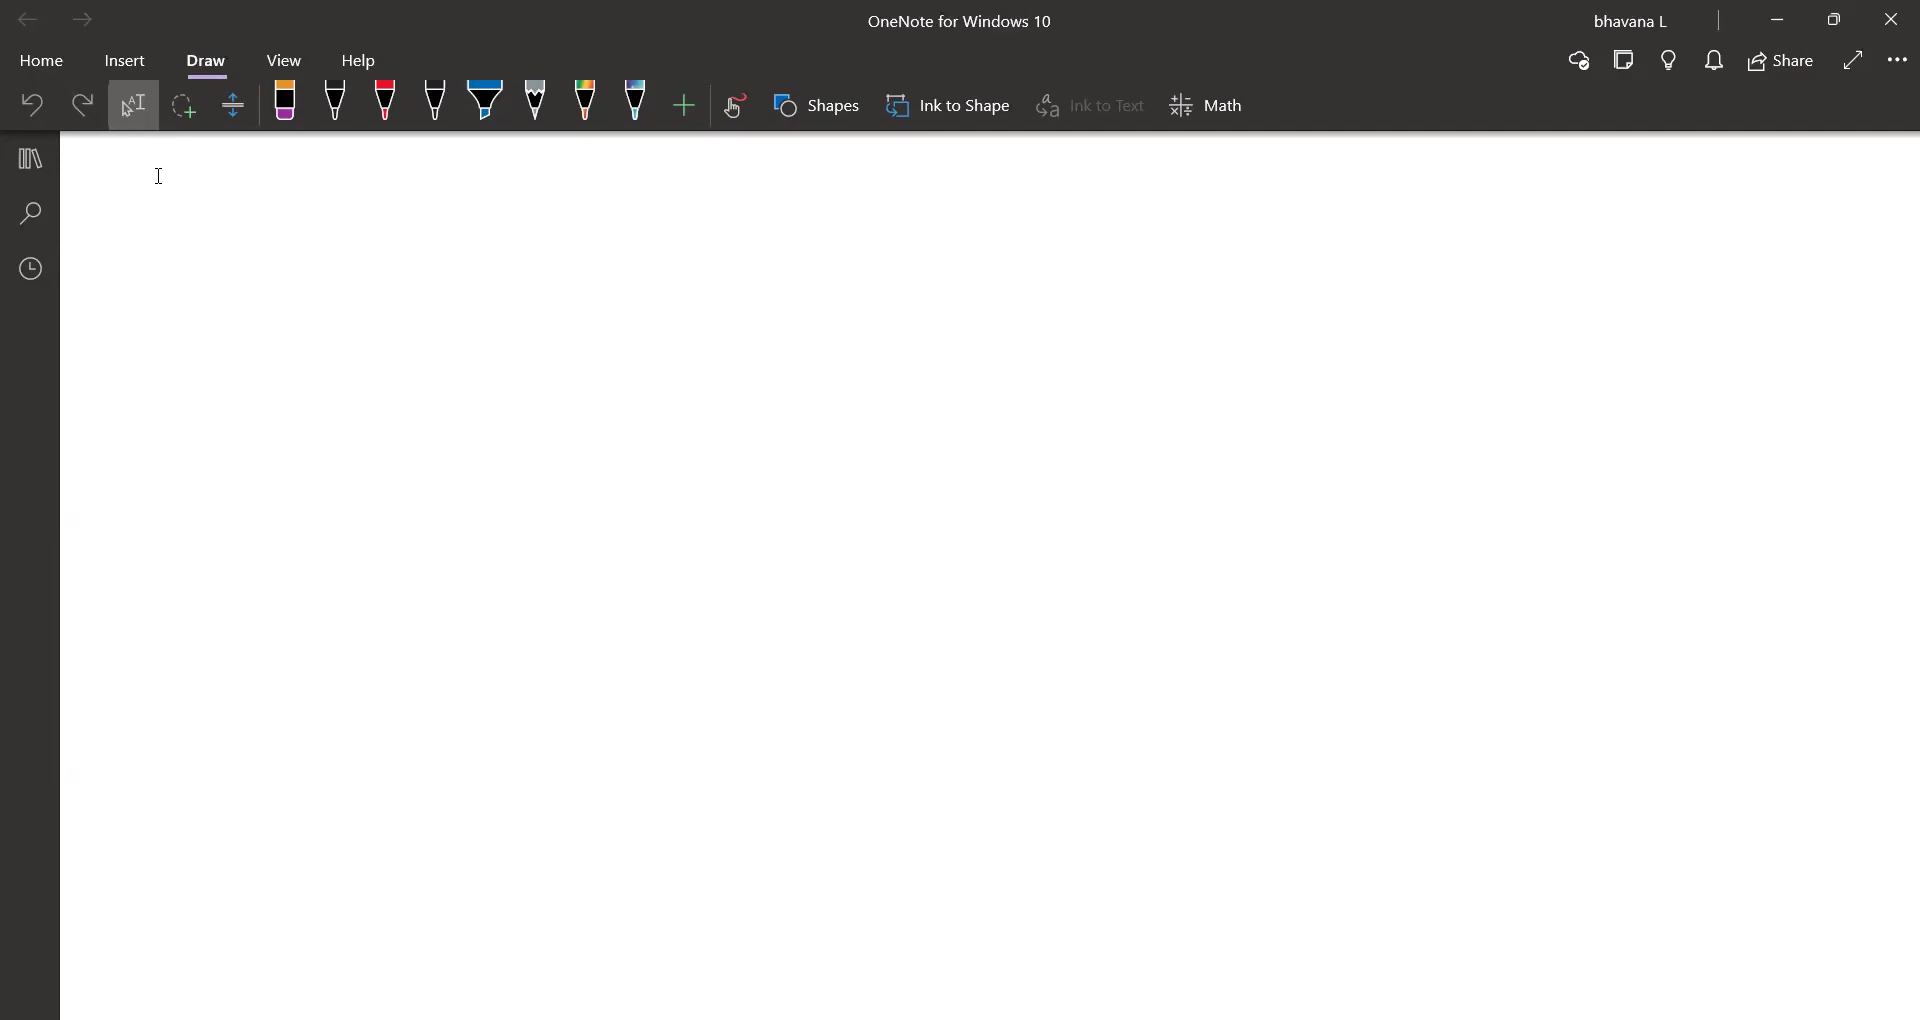 OneNote for Windows 10
bhavana L
Home Insert Draw View Help
Share
Shapes Ink to Shape Ink to Text Math